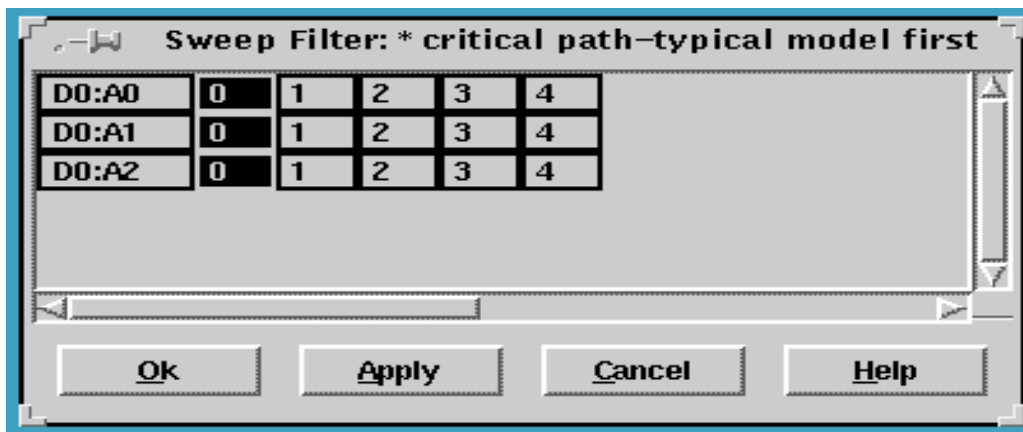 Sweep Filter: * critical path-typical model first
D0:A0 0 1 2 3 4
D0:A1 0 1 2 3 4
D0:A2 0 1 2 3 4
Ok Apply Cancel Help